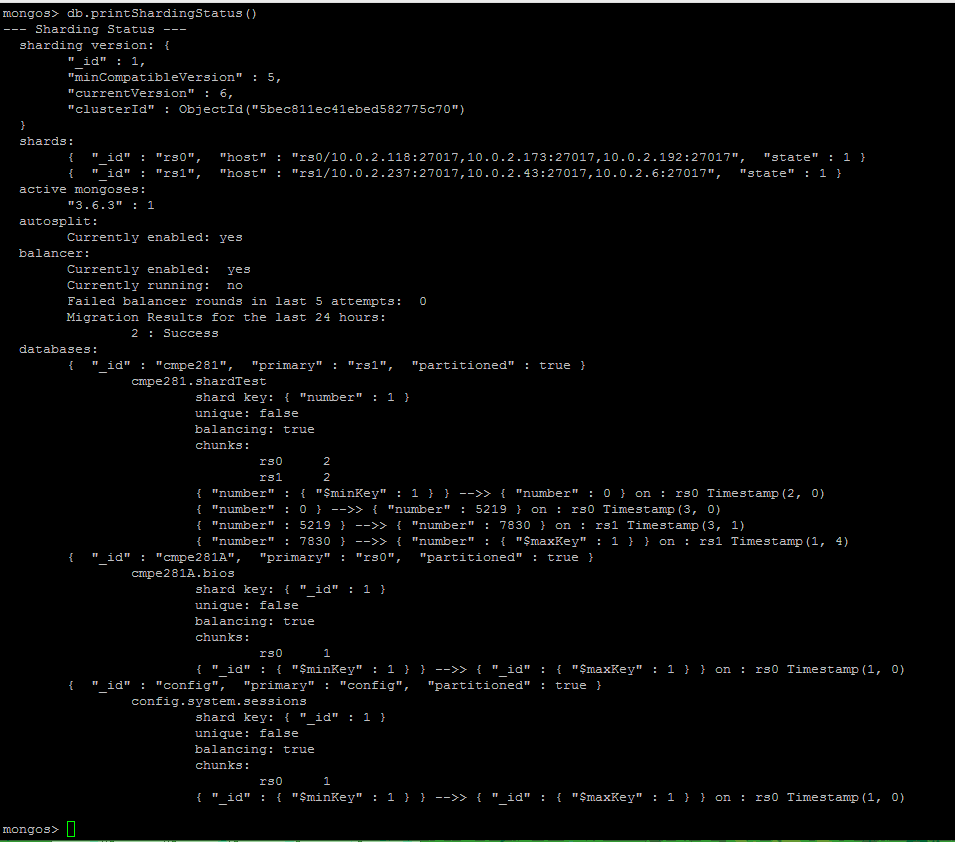 mongos> db.printShardingStatus()
--- Sharding Status ---
  sharding version: {
        "_id" : 1,
        "minCompatibleVersion" : 5,
        "currentVersion" : 6,
        "clusterId" : ObjectId("5bec811ec41ebed582775c70")
  }
  shards:
        {  "_id" : "rs0",  "host" : "rs0/10.0.2.118:27017,10.0.2.173:27017,10.0.2.192:27017",  "state" : 1 }
        {  "_id" : "rs1",  "host" : "rs1/10.0.2.237:27017,10.0.2.43:27017,10.0.2.6:27017",  "state" : 1 }
  active mongoses:
        "3.6.3" : 1
  autosplit:
        Currently enabled: yes
  balancer:
        Currently enabled:  yes
        Currently running:  no
        Failed balancer rounds in last 5 attempts:  0
        Migration Results for the last 24 hours:
                2 : Success
  databases:
        {  "_id" : "cmpe281",  "primary" : "rs1",  "partitioned" : true }
                cmpe281.shardTest
                        shard key: { "number" : 1 }
                        unique: false
                        balancing: true
                        chunks:
                                rs0     2
                                rs1     2
                        { "number" : { "$minKey" : 1 } } -->> { "number" : 0 } on : rs0 Timestamp(2, 0)
                        { "number" : 0 } -->> { "number" : 5219 } on : rs0 Timestamp(3, 0)
                        { "number" : 5219 } -->> { "number" : 7830 } on : rs1 Timestamp(3, 1)
                        { "number" : 7830 } -->> { "number" : { "$maxKey" : 1 } } on : rs1 Timestamp(1, 4)
        {  "_id" : "cmpe281A",  "primary" : "rs0",  "partitioned" : true }
                cmpe281A.bios
                        shard key: { "_id" : 1 }
                        unique: false
                        balancing: true
                        chunks:
                                rs0     1
                        { "_id" : { "$minKey" : 1 } } -->> { "_id" : { "$maxKey" : 1 } } on : rs0 Timestamp(1, 0)
        {  "_id" : "config",  "primary" : "config",  "partitioned" : true }
                config.system.sessions
                        shard key: { "_id" : 1 }
                        unique: false
                        balancing: true
                        chunks:
                                rs0     1
                        { "_id" : { "$minKey" : 1 } } -->> { "_id" : { "$maxKey" : 1 } } on : rs0 Timestamp(1, 0)
mongos>